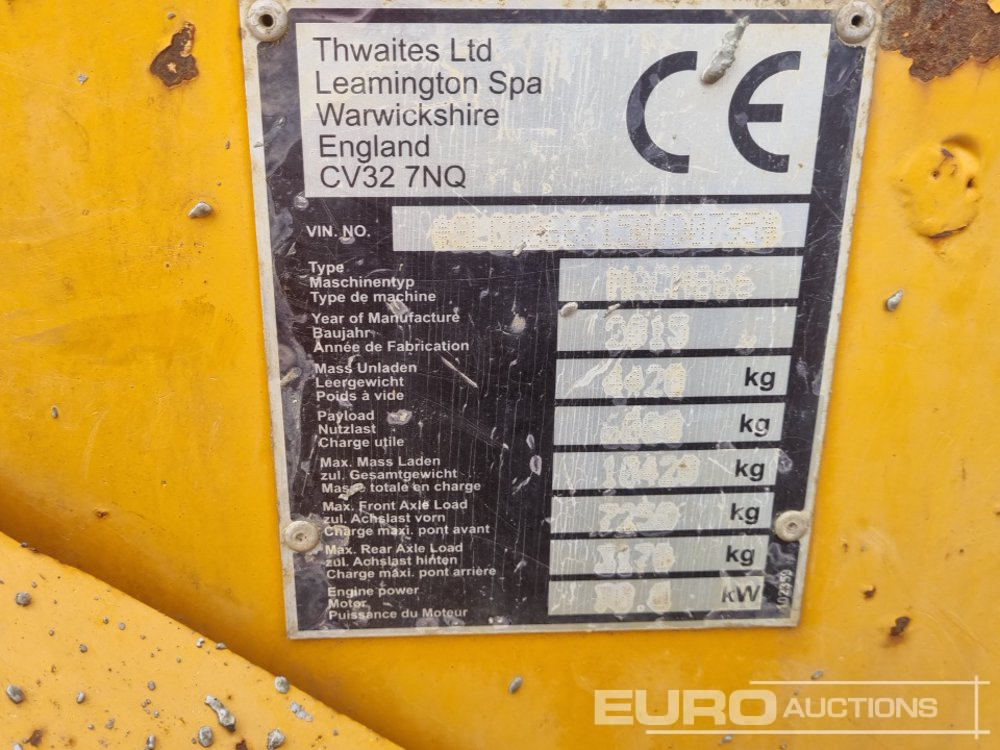 Thwaites Ltd
Leamington Spa
Warwickshire
England
CV32 7NQ
CE
VIN. NO.
Type
Maschinentyp
Type de machine
MACH866
Year of Manufacture
Baujahr
Année de Fabrication
Mass Unladen
Leergewicht
Poids à vide
4420 kg
Payload
Nutzlast
Charge utile
kg
Max. Mass Laden
zul. Gesamtgewicht
Masse totale en charge
10420 kg
Max. Front Axle Load
zul. Achslast vorn
Charge maxi. pont avant
kg
Max. Rear Axle Load
zul. Achslast hinten
Charge maxi. pont arrière
kg
Engine power
Motor
Puissance du Moteur
kW
102359
EURO AUCTIONS